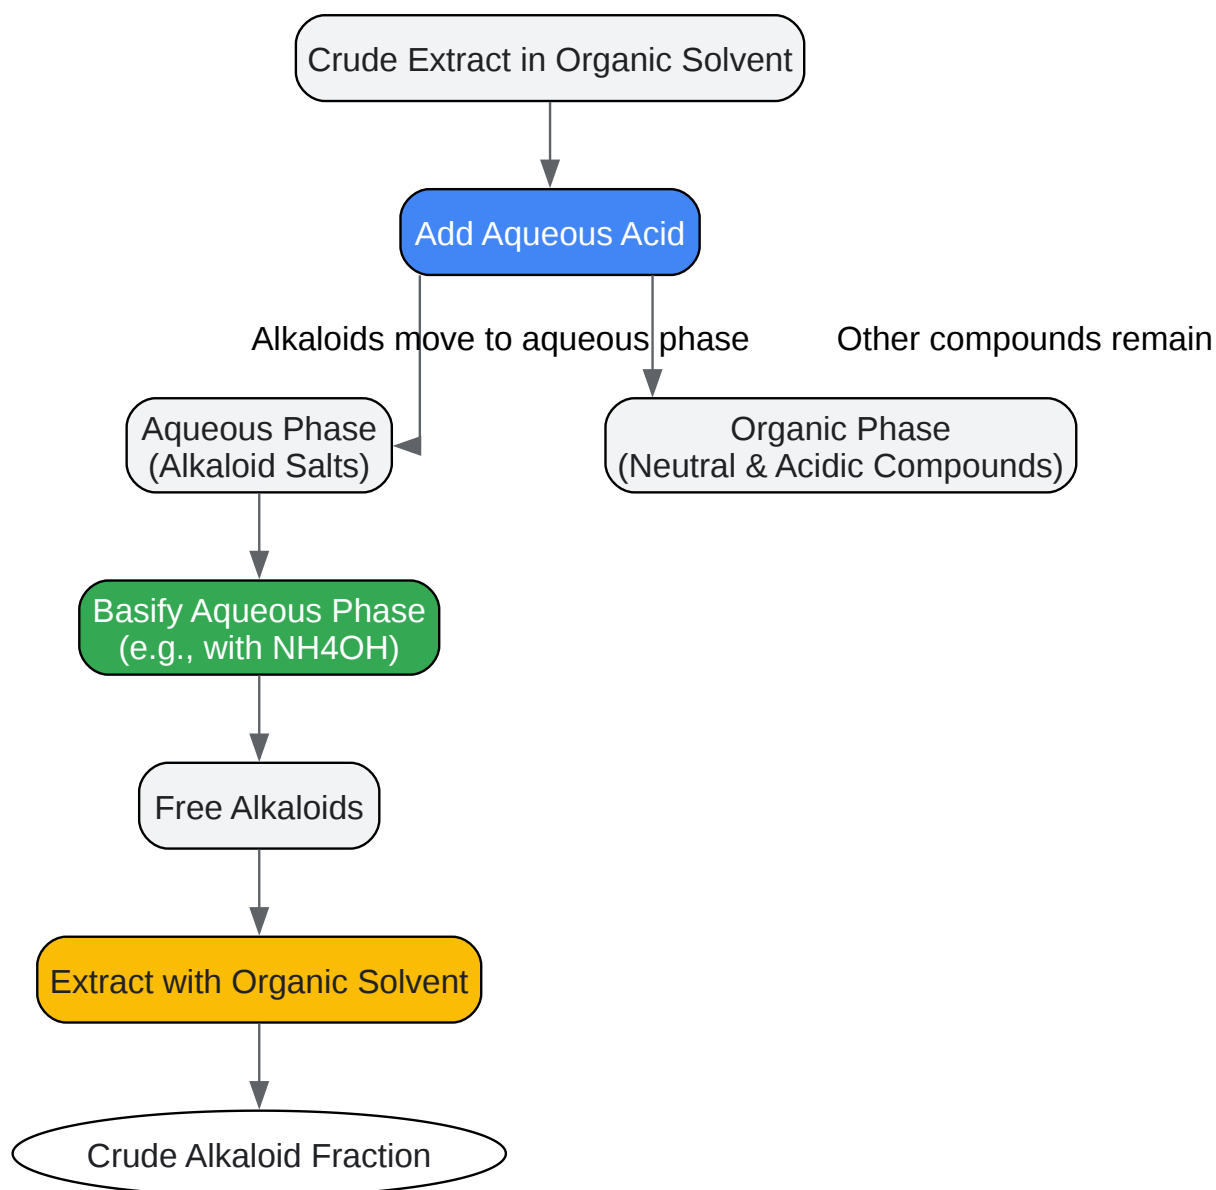 Crude Extract in Organic Solvent
Add Aqueous Acid
Alkaloids move to aqueous phase
Other compounds remain
Aqueous Phase
(Alkaloid Salts)
Organic Phase
(Neutral & Acidic Compounds)
Basify Aqueous Phase
(e.g., with NH4OH)
Free Alkaloids
Extract with Organic Solvent
Crude Alkaloid Fraction